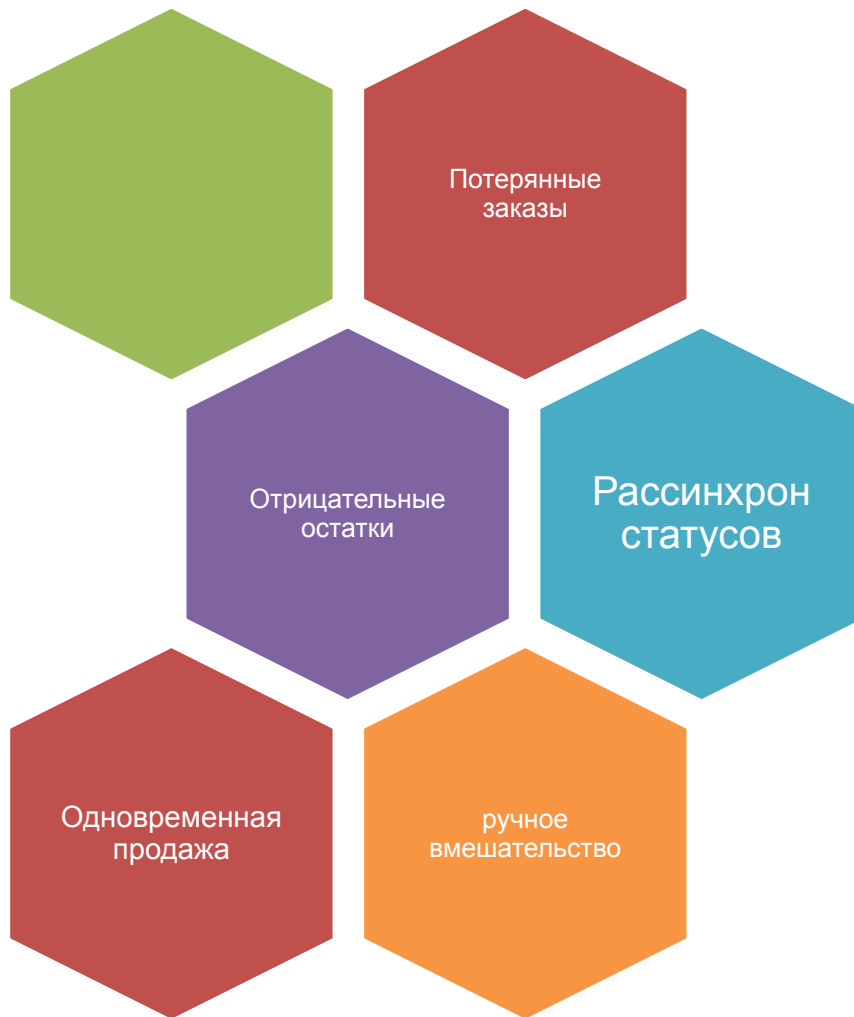 Потерянные
заказы
Отрицательные
остатки
Рассинхрон
статусов
Одновременная
продажа
ручное
вмешательство